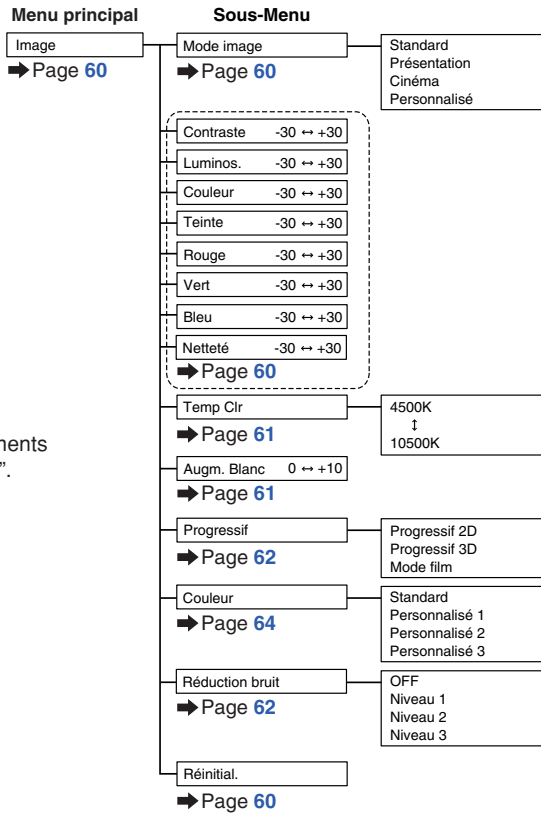 Menu principal Sous-Menu
Image Mode image Standard
➡ Page 60 ➡ Page 60 Présentation
Cinéma
Personnalisé
Contraste -30 ↔ +30
Luminos. -30 ↔ +30
Couleur -30 ↔ +30
Teinte -30 ↔ +30
Rouge -30 ↔ +30
Vert -30 ↔ +30
Bleu -30 ↔ +30
Netteté -30 ↔ +30
➡ Page 60
Temp Clr 4500K
↕
➡ Page 61 10500K
ments
”.
Augm. Blanc 0 ↔ +10
➡ Page 61
Progressif Progressif 2D
➡ Page 62 Progressif 3D
Mode film
Couleur Standard
➡ Page 64 Personnalisé 1
Personnalisé 2
Personnalisé 3
Réduction bruit OFF
➡ Page 62 Niveau 1
Niveau 2
Niveau 3
Réinitial.
➡ Page 60